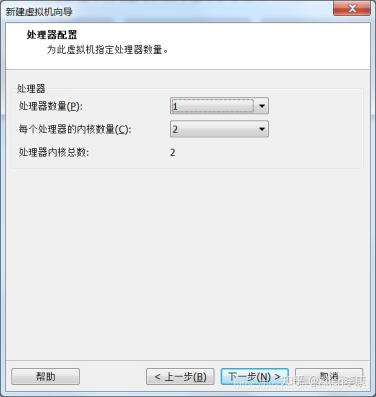 新建虚拟机向导
处理器配置
为此虚拟机指定处理器数量。
处理器
处理器数量(P): 1
每个处理器的内核数量(C): 2
处理器内核总数: 2
帮助 < 上一步(B) 下一步(N) > 取消
知乎